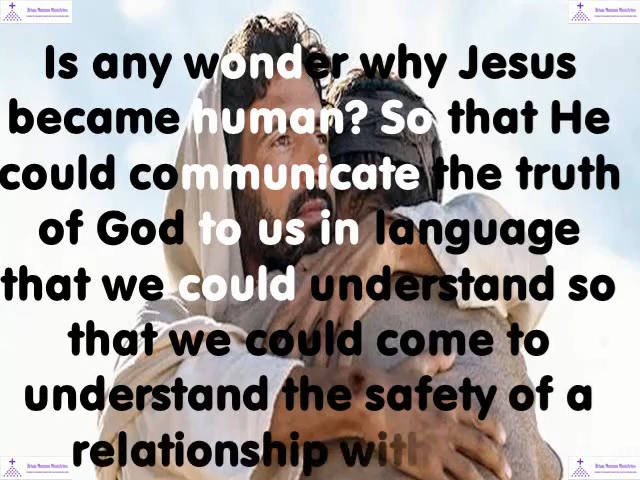 Is any wonder why Jesus
became human? So that He
could communicate the truth
of God to us in language
that we could understand so
that we could come to
understand the safety of a
relationship with